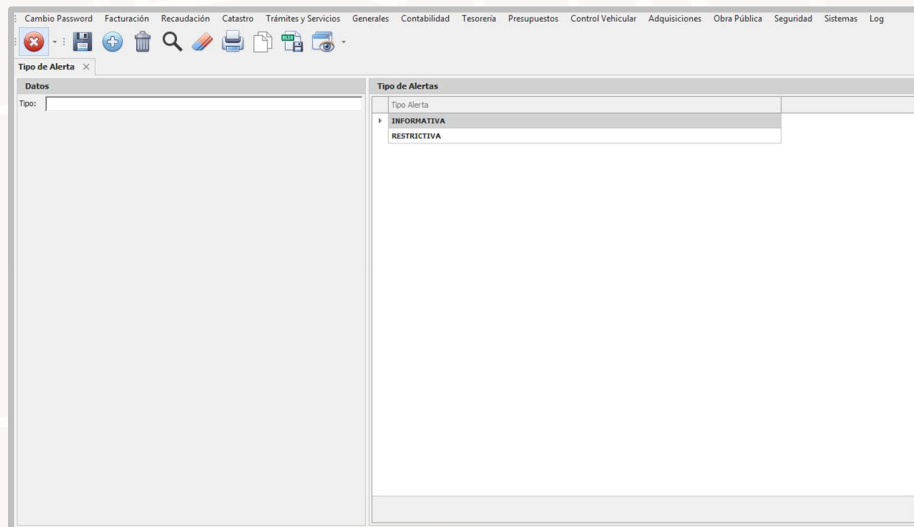 Cambio Password Facturación Recaudación Catastro Trámites y Servicios Generales Contabilidad Tesorería Presupuestos Control Vehicular Adquisiciones Obra Pública Seguridad Sistemas Log
Tipo de Alerta
Datos
Tipo:
Tipo de Alertas
Tipo Alerta
INFORMATIVA
RESTRICTIVA